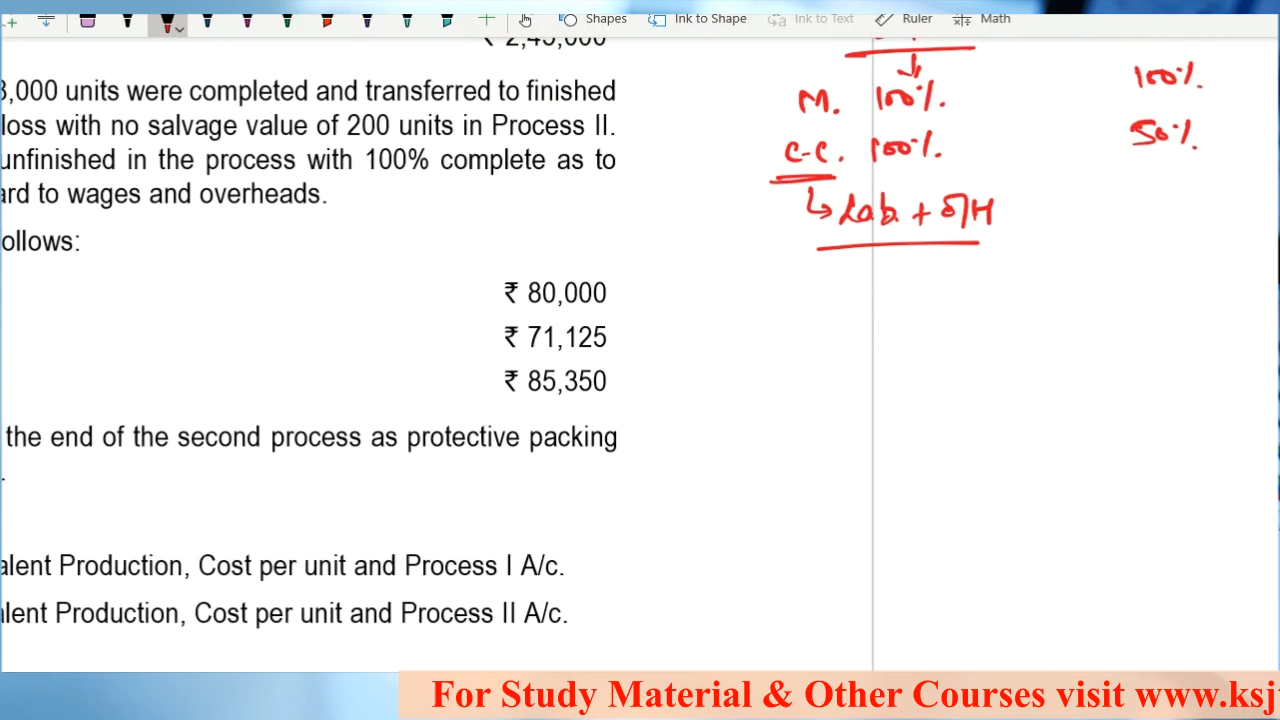 Shapes Ink to Shape Ink to Text Ruler Math
₹ 2,45,000
3,000 units were completed and transferred to finished
loss with no salvage value of 200 units in Process II.
unfinished in the process with 100% complete as to
ard to wages and overheads.
ollows:
₹ 80,000
₹ 71,125
₹ 85,350
the end of the second process as protective packing
.
alent Production, Cost per unit and Process I A/c.
alent Production, Cost per unit and Process II A/c.
M. 100%. 100%.
C-C. 100%. 50%.
↳ Lab + O/H
For Study Material & Other Courses visit www.ksj